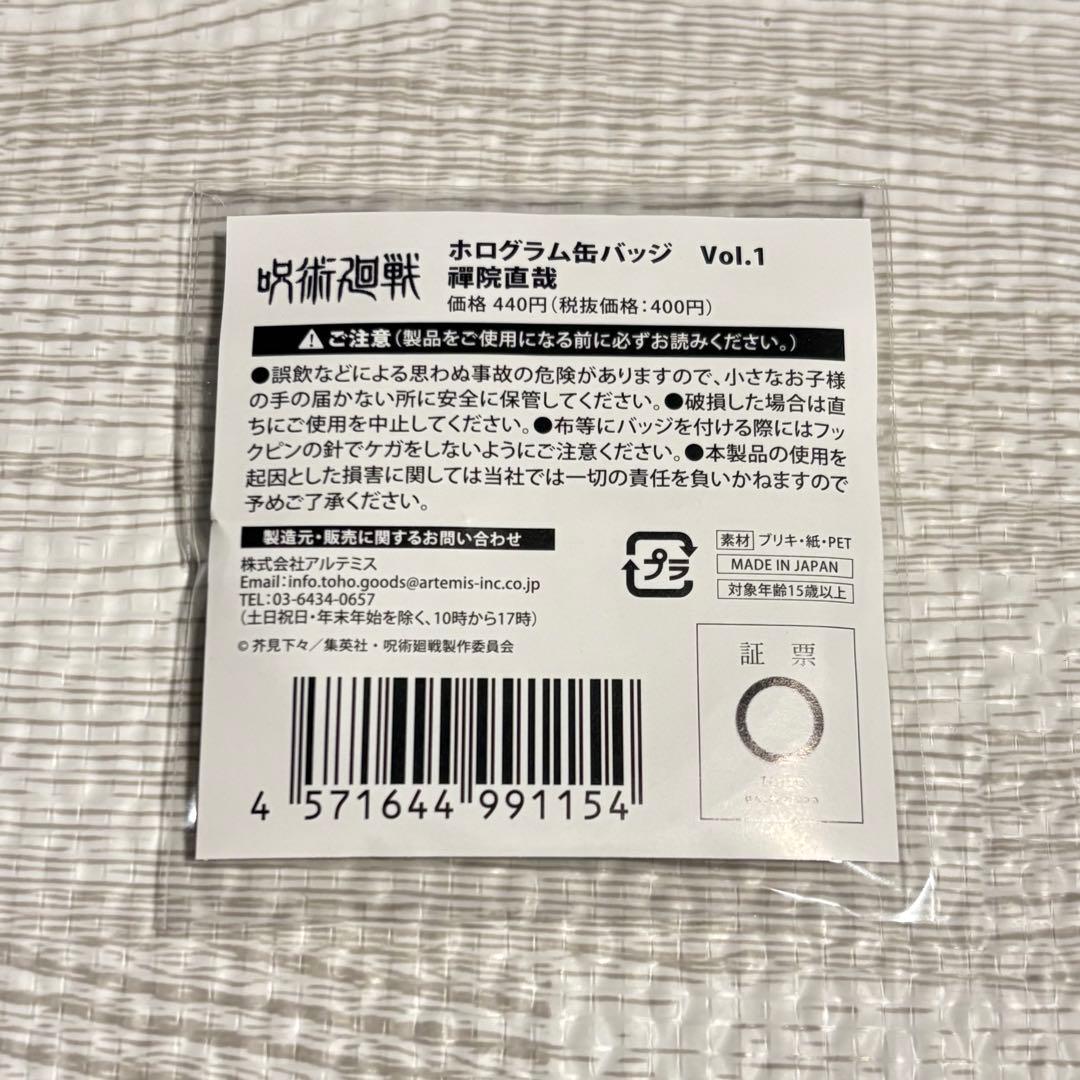 呪術廻戦
ホログラム缶バッジ Vol.1
禪院直哉
価格 440円(税抜価格:400円)
ご注意(製品をご使用になる前に必ずお読みください。)
●誤飲などによる思わぬ事故の危険がありますので、小さなお子様
の手の届かない所に安全に保管してください。●破損した場合は直
ちにご使用を中止してください。●布等にバッジを付ける際にはフッ
クピンの針でケガをしないようにご注意ください。●本製品の使用を
起因とした損害に関しては当社では一切の責任を負いかねますので
予めご了承ください。
製造元・販売に関するお問い合わせ
株式会社アルテミス
Email:info.toho.goods@artemis-inc.co.jp
TEL:03-6434-0657
(土日祝日・年末年始を除く、10時から17時)
©芥見下々/集英社・呪術廻戦製作委員会
プラ
素材 ブリキ・紙・PET
MADE IN JAPAN
対象年齢15歳以上
証票
4 571644 991154